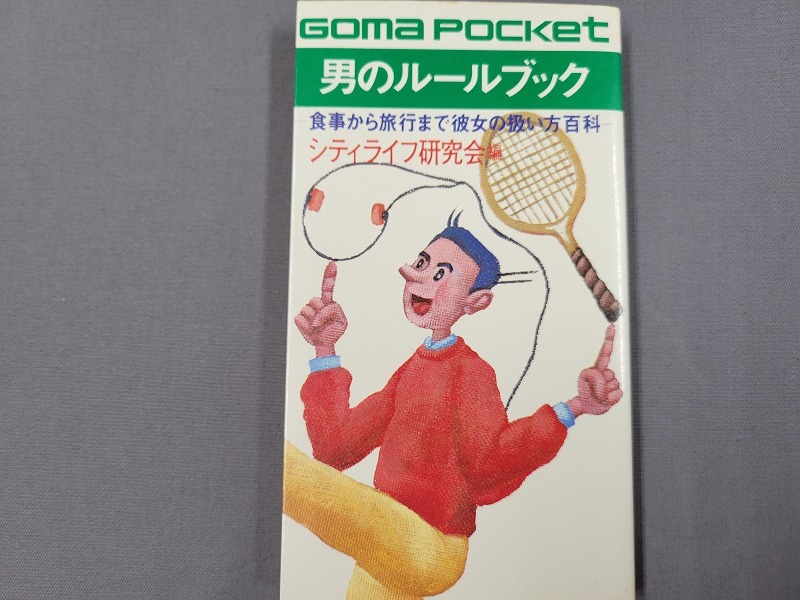 GOMA POCKET
男のルールブック
食事から旅行まで彼女の扱い方百科
シティライフ研究会編